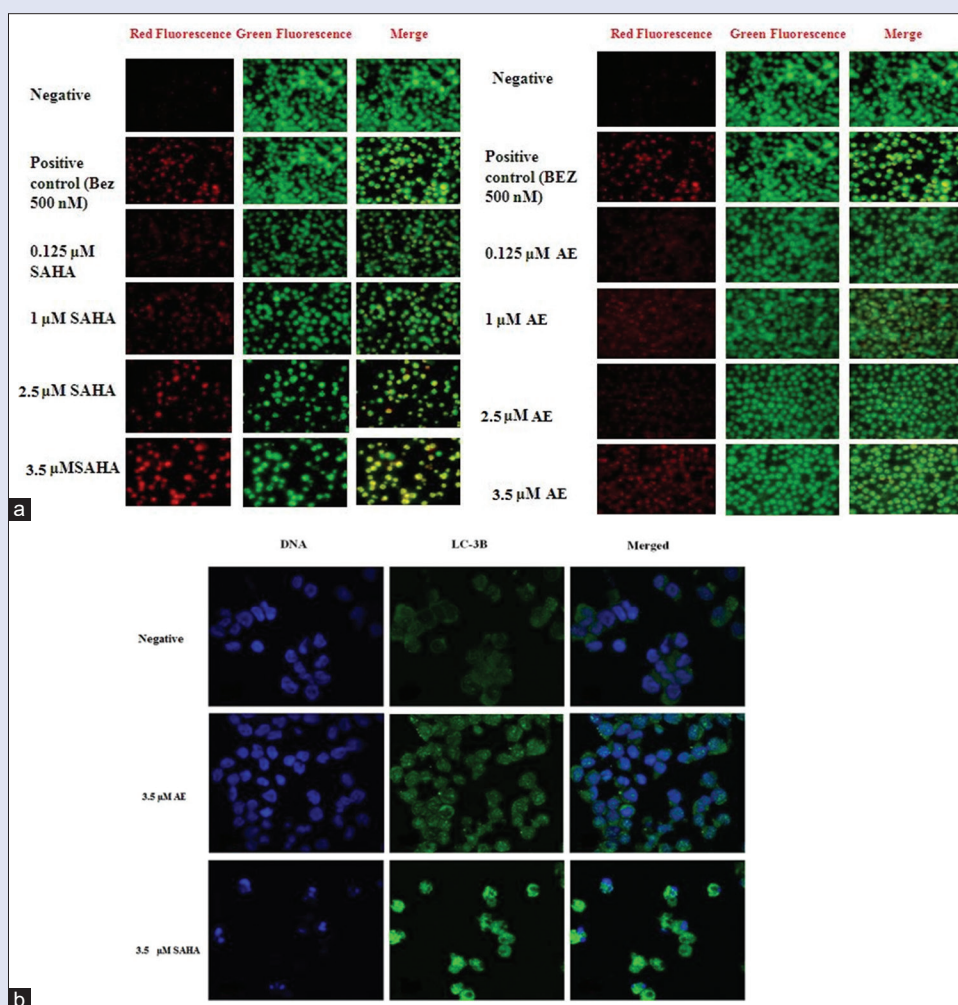 Red Fluorescence Green Fluorescence Merge
Negative
Positive
control (Bez
500 nM)
0.125 µM
SAHA
1 µM SAHA
2.5 µM SAHA
3.5 µMSAHA
Red Fluorescence Green Fluorescence Merge
Negative
Positive
control (BEZ
500 nM)
0.125 µM AE
1 µM AE
2.5 µM AE
3.5 µM AE
a
DNA LC-3B Merged
Negative
3.5 µM AE
3.5 µM SAHA
b